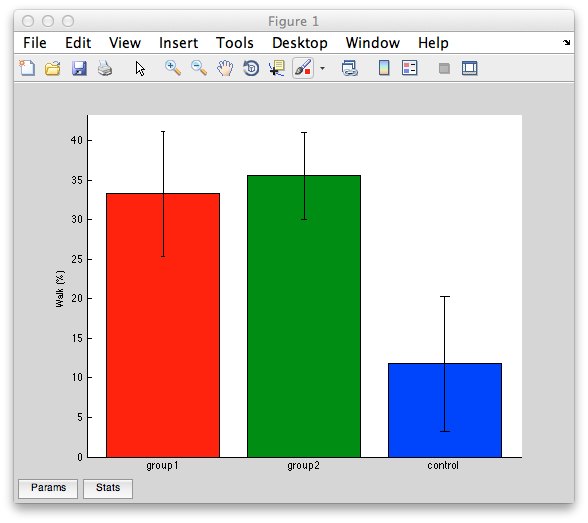 Figure 1
File Edit View Insert Tools Desktop Window Help
40
35
30
25
20
15
10
5
0
Walk (%)
group1 group2 control
Params Stats